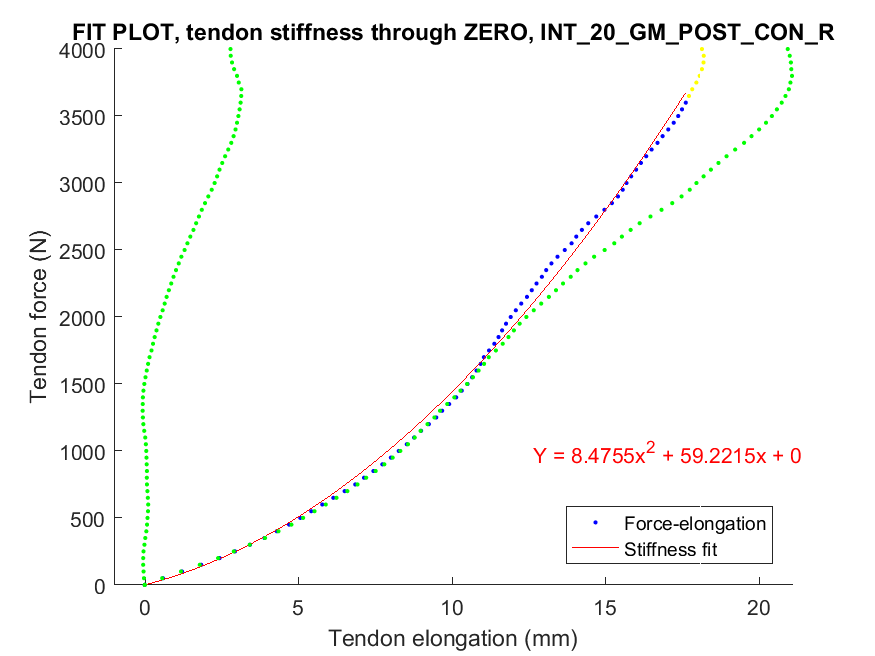 FIT PLOT, tendon stiffness through ZERO, INT_20_GM_POST_CON_R
4000
3500
3000
2500
2000
1500
1000
500
0
Tendon force (N)
Y = 8.4755x² + 59.2215x + 0
Force-elongation
Stiffness fit
0 5 10 15 20
Tendon elongation (mm)